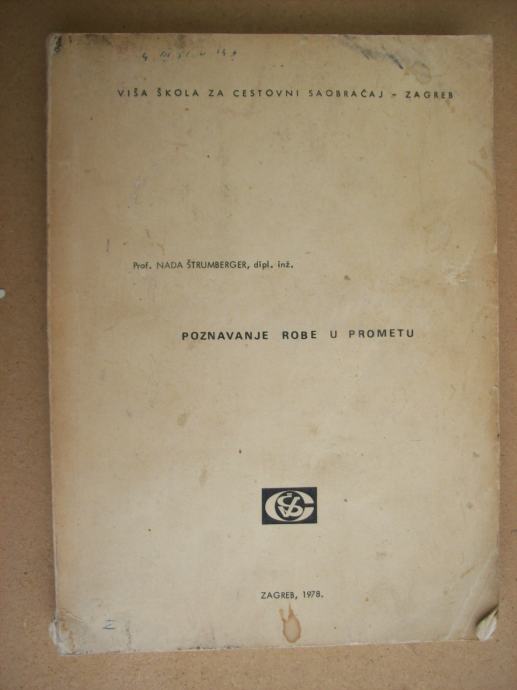 VIŠA ŠKOLA ZA CESTOVNI SAOBRAĆAJ - ZAGREB
Prof. NADA ŠTRUMBERGER, dipl. inž.
POZNAVANJE ROBE U PROMETU
ZAGREB, 1978.